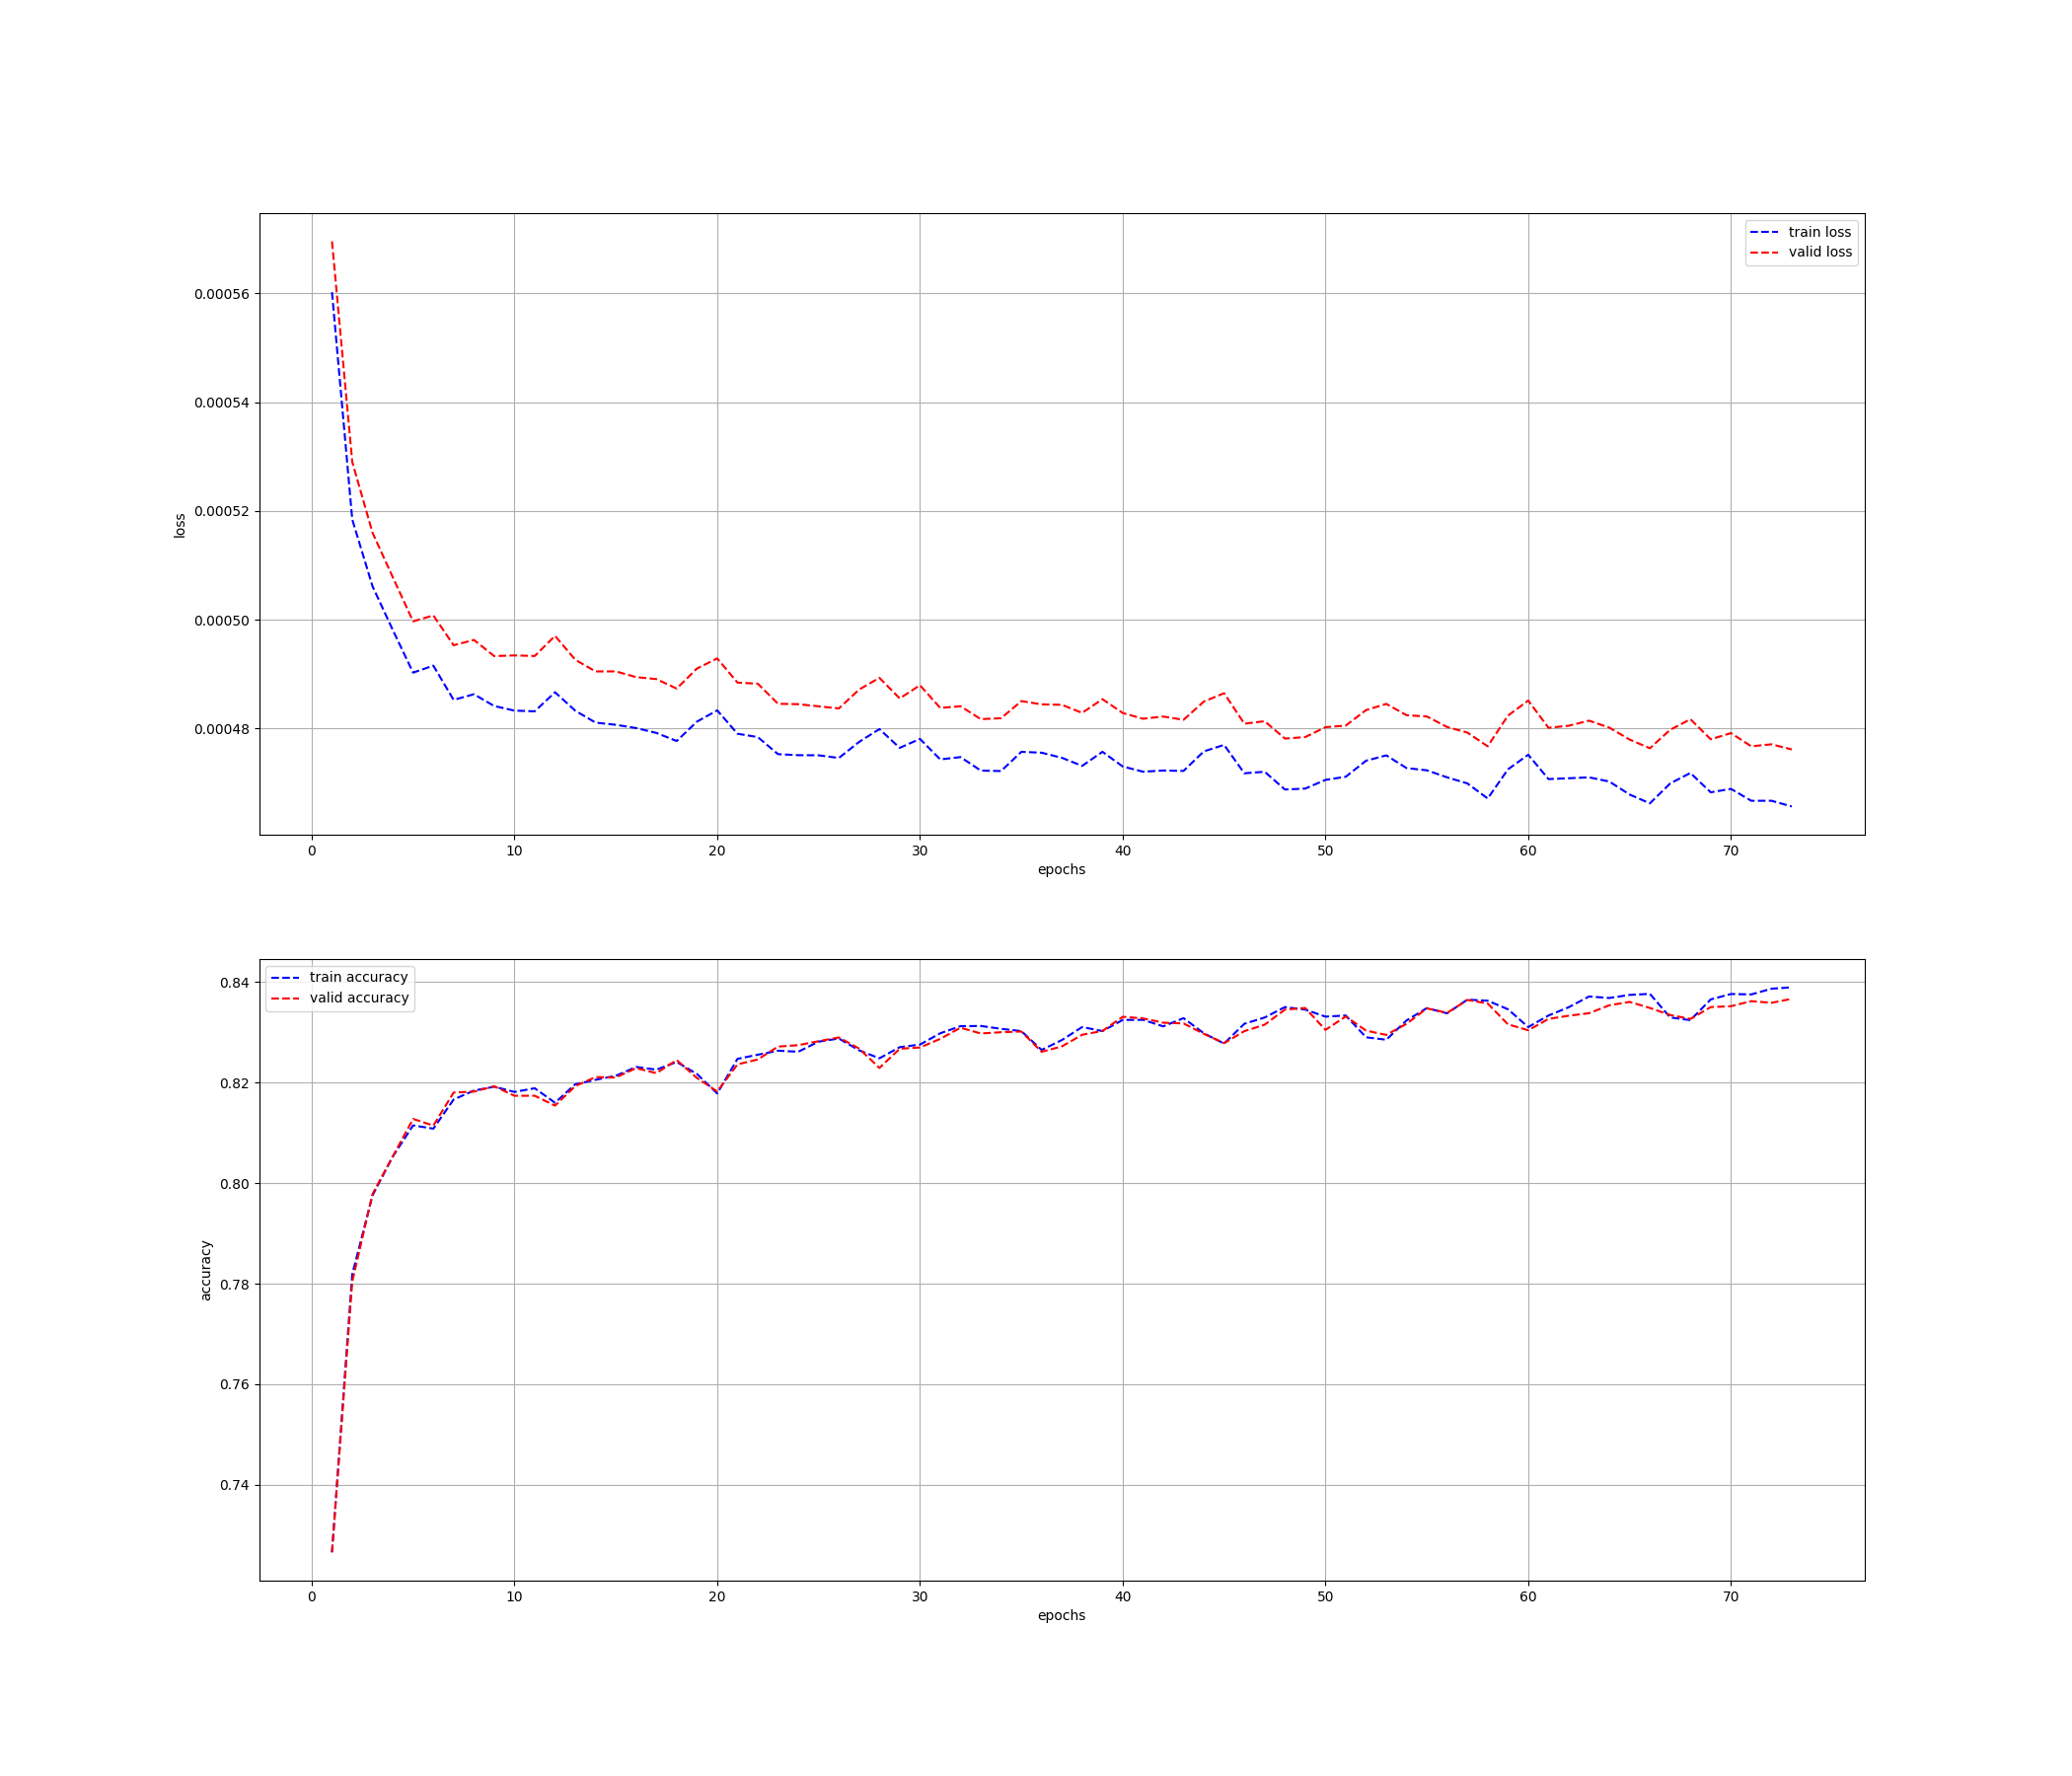 train loss
valid loss
0.00056
0.00054
0.00052
0.00050
0.00048
loss
0 10 20 30 40 50 60 70
epochs
train accuracy
valid accuracy
0.84
0.82
0.80
0.78
0.76
0.74
accuracy
0 10 20 30 40 50 60 70
epochs